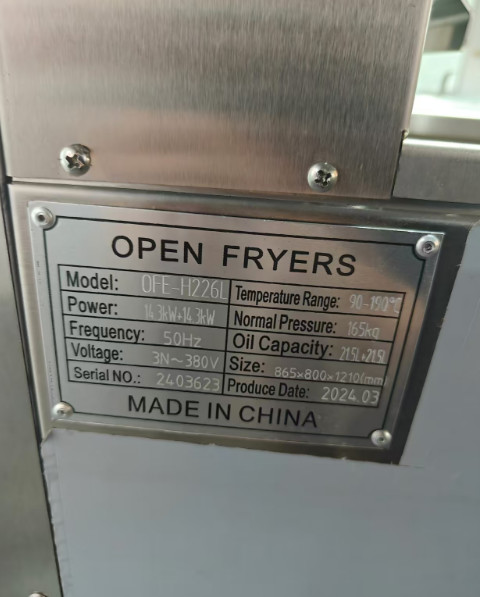 OPEN FRYERS
Model: OFE-H226L
Temperature Range: 90-190°C
Power: 14.3kW+14.3kW
Normal Pressure: 165kg
Frequency: 50Hz
Oil Capacity: 21.5L+21.5L
Voltage: 3N~380V
Size: 865×800×1210(mm)
Serial NO.: 2403623
Produce Date: 2024.03
MADE IN CHINA